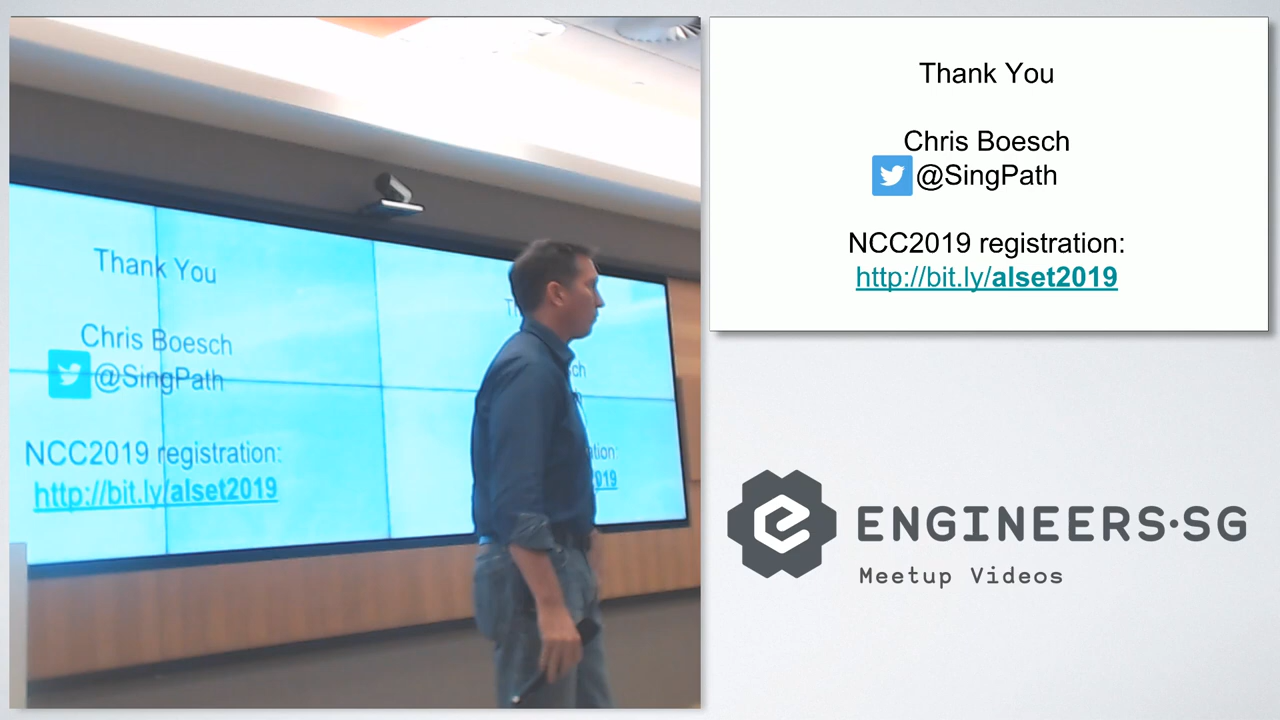 Thank You
Chris Boesch
@SingPath
NCC2019 registration:
http://bit.ly/alset2019
Thank You
Chris Boesch
@SingPath
NCC2019 registration:
http://bit.ly/alset2019
ENGINEERS·SG
Meetup Videos